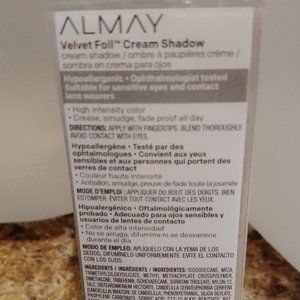 ALMAY
Velvet Foil™ Cream Shadow
cream shadow / ombre à paupières crème /
sombra en crema para ojos
Hypoallergenic • Ophthalmologist tested
Suitable for sensitive eyes and contact
lens wearers
• High intensity color
• Crease, smudge, fade proof all day
DIRECTIONS: APPLY WITH FINGERTIPS. BLEND THOROUGHLY.
AVOID CONTACT WITH EYES.
Hypoallergène • Testé par des
ophtalmologues • Convient aux yeux
sensibles et aux personnes qui portent des
verres de contact
• Couleur haute intensité
• Antisillon, smudge, preuve de fade toute la journée
MODE D'EMPLOI : APPLIQUER DU BOUT DES DOIGTS. BIEN
ESTOMPER. ÉVITER TOUT CONTACT AVEC LES YEUX.
Hipoalergénico • Oftalmológicamente
probado • Adecuado para ojos sensibles y
usuarios de lentes de contacto
• Color de alta intensidad
• No se arruga, difumina ni se desvanece
durante el día
MODO DE EMPLEO: APLÍQUELO CON LA YEMA DE LOS
DEDOS. DIFUMÍNELO BIEN. EVITE EL CONTACTO
CON LOS OJOS.
INGREDIENTS / INGRÉDIENTS / INGREDIENTES: ISODODECANE, MICA,
TRIMETHYLSILOXYSILICATE,